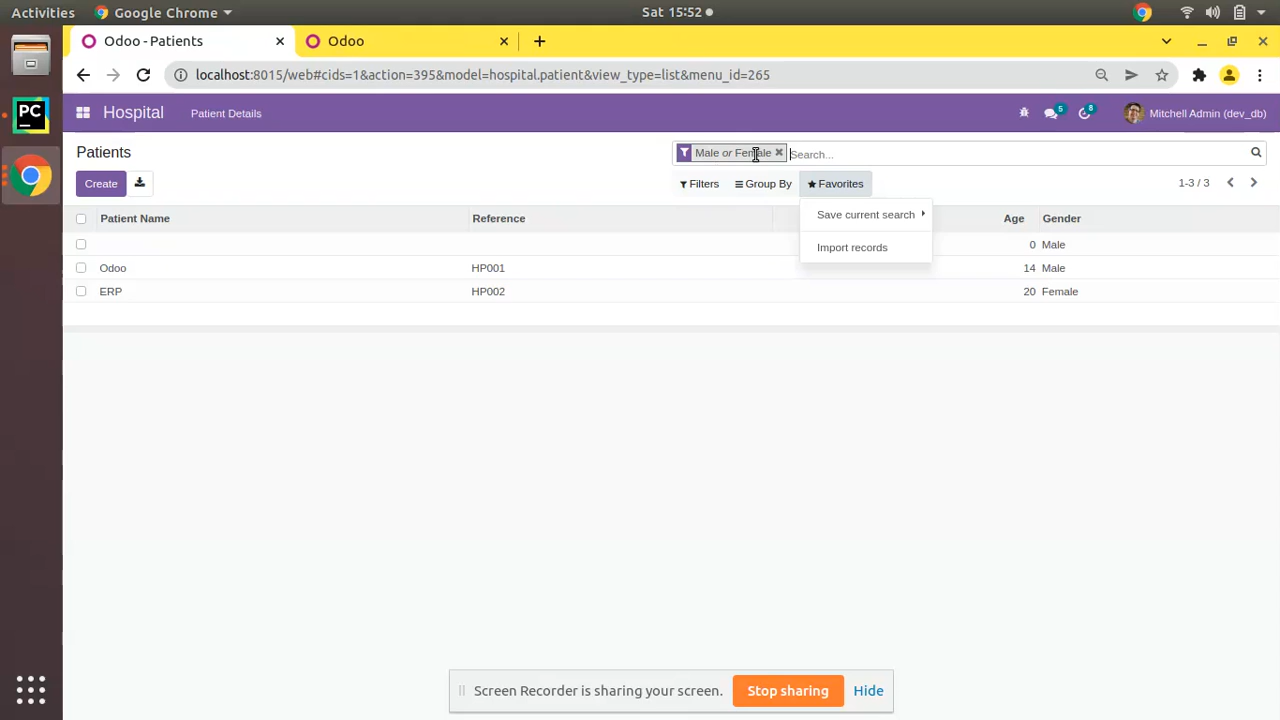 Activities Google Chrome Sat 15:52
Odoo - Patients Odoo
localhost:8015/web#cids=1&action=395&model=hospital.patient&view_type=list&menu_id=265
Hospital Patient Details 5 8 Mitchell Admin (dev_db)
Patients Male or Female Search...
Create Filters Group By Favorites 1-3 / 3
Patient Name Reference Age Gender
Save current search
Import records
0 Male
Odoo HP001 14 Male
ERP HP002 20 Female
Screen Recorder is sharing your screen. Stop sharing Hide
PC